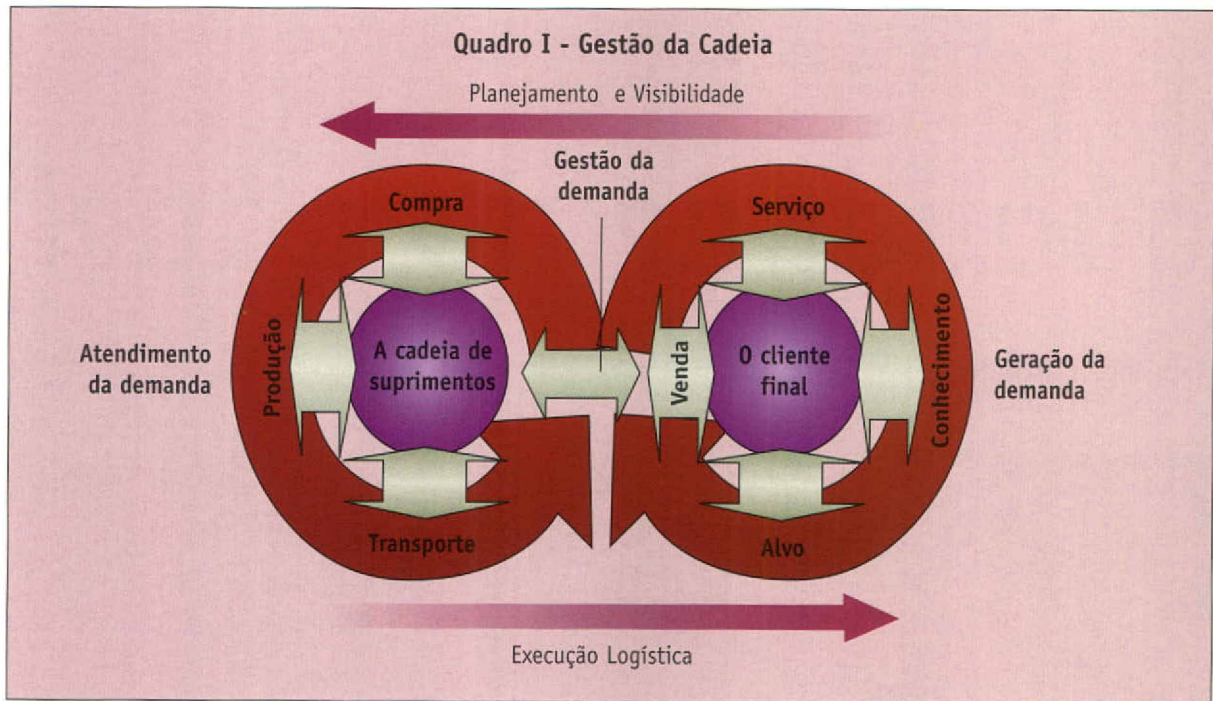 Quadro I - Gestão da Cadeia
Planejamento e Visibilidade
Gestão da
demanda
Compra
Serviço
Atendimento
da demanda
Produção
A cadeia de
suprimentos
Venda
O cliente
final
Conhecimento
Geração da
demanda
Transporte
Alvo
Execução Logística